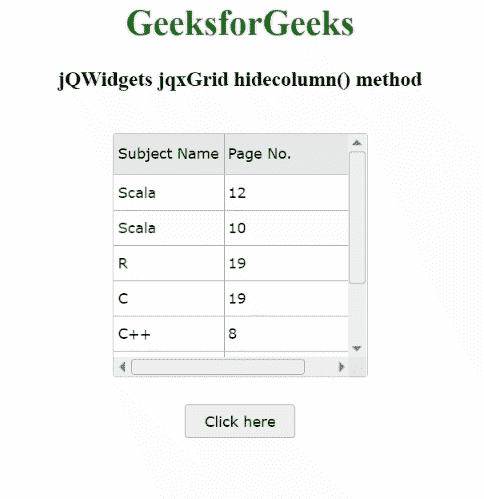 GeeksforGeeks
jQWidgets jqxGrid hidecolumn() method
Subject Name Page No.
Scala 12
Scala 10
R 19
C 19
C++ 8
Click here